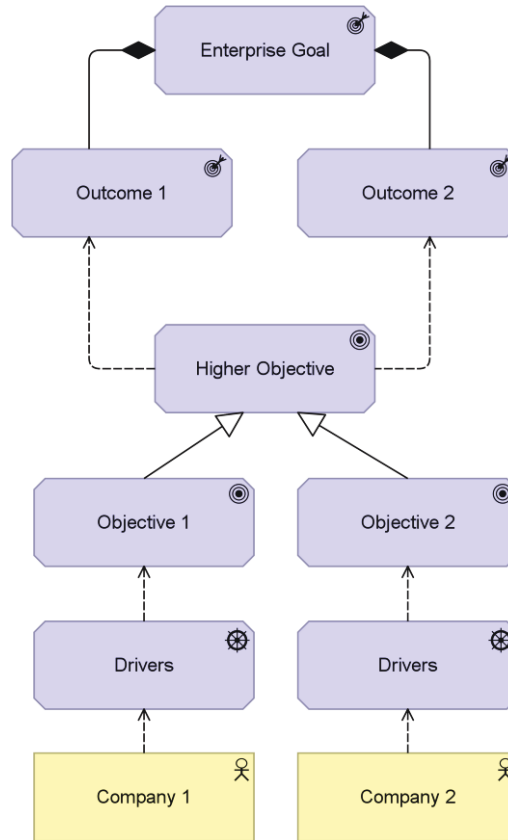 Enterprise Goal
Outcome 1
Outcome 2
Higher Objective
Objective 1
Objective 2
Drivers
Drivers
Company 1
Company 2